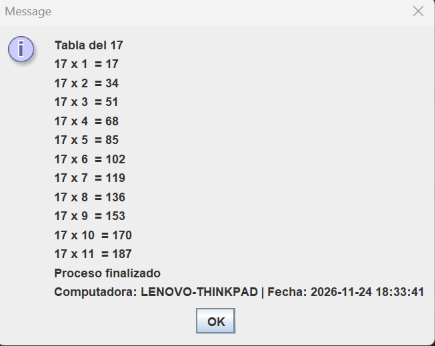 Message
Tabla del 17
17 x 1  = 17
17 x 2  = 34
17 x 3  = 51
17 x 4  = 68
17 x 5  = 85
17 x 6  = 102
17 x 7  = 119
17 x 8  = 136
17 x 9  = 153
17 x 10  = 170
17 x 11  = 187
Proceso finalizado
Computadora: LENOVO-THINKPAD | Fecha: 2026-11-24 18:33:41
OK